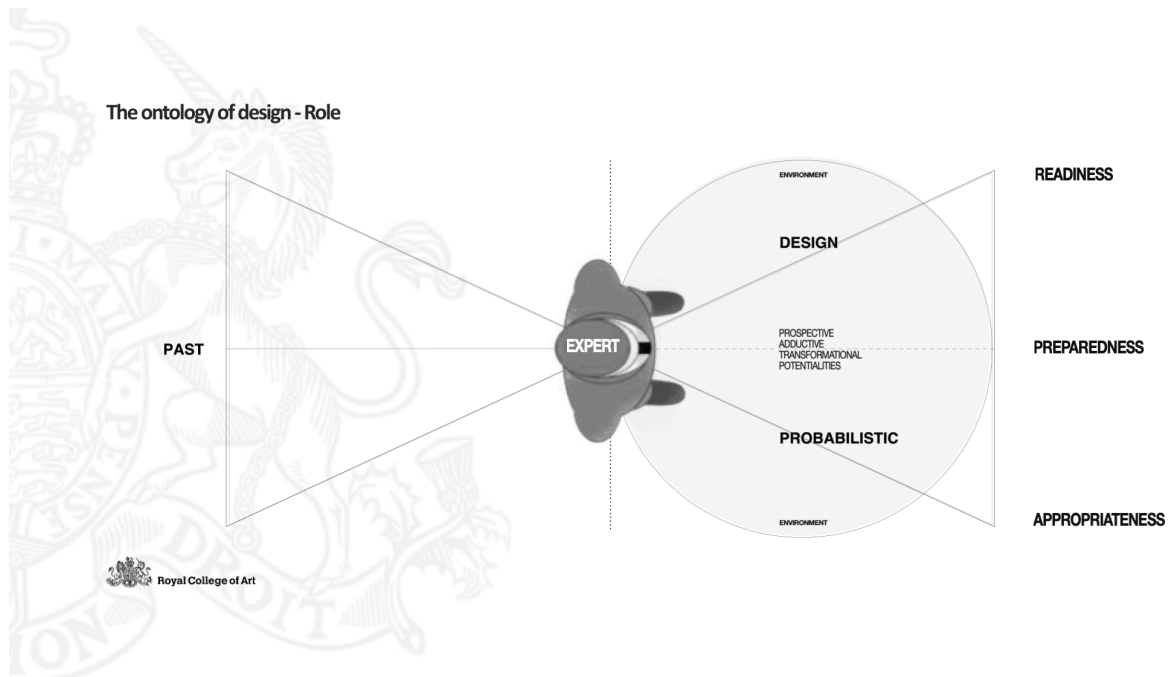 The ontology of design - Role
ENVIRONMENT
READINESS
DESIGN
PAST
EXPERT
PROSPECTIVE
ADDUCTIVE
TRANSFORMATIONAL
POTENTIALITIES
PREPAREDNESS
PROBABILISTIC
ENVIRONMENT
APPROPRIATENESS
Royal College of Art
DROIT